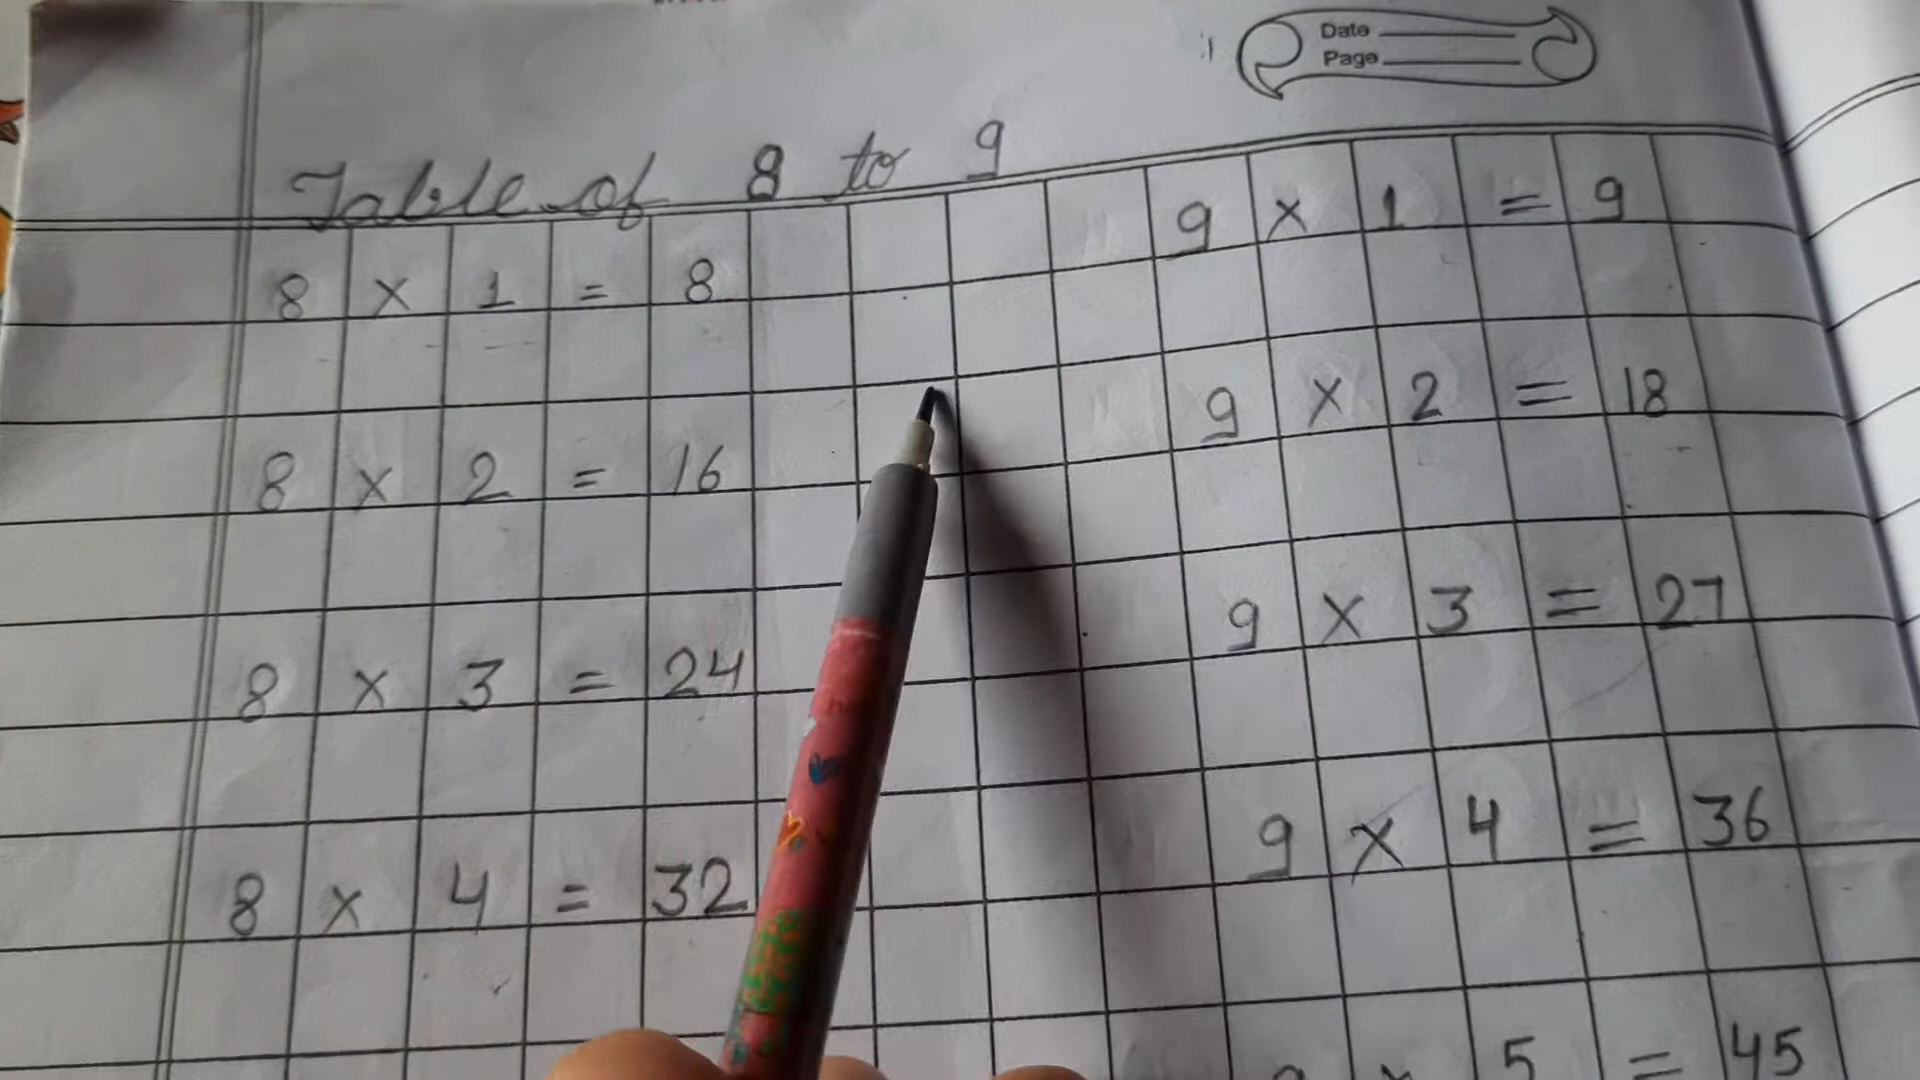 Date
Page
Table of 8 to 9
8 x 1 = 8
8 x 2 = 16
8 x 3 = 24
8 x 4 = 32
9 x 1 = 9
9 x 2 = 18
9 x 3 = 27
9 x 4 = 36
9 x 5 = 45